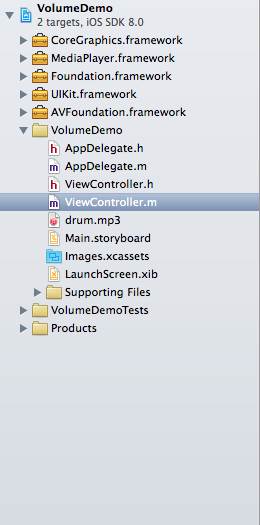 VolumeDemo
2 targets, iOS SDK 8.0
CoreGraphics.framework
MediaPlayer.framework
Foundation.framework
UIKit.framework
AVFoundation.framework
VolumeDemo
h AppDelegate.h
m AppDelegate.m
h ViewController.h
m ViewController.m
drum.mp3
Main.storyboard
Images.xcassets
LaunchScreen.xib
Supporting Files
VolumeDemoTests
Products